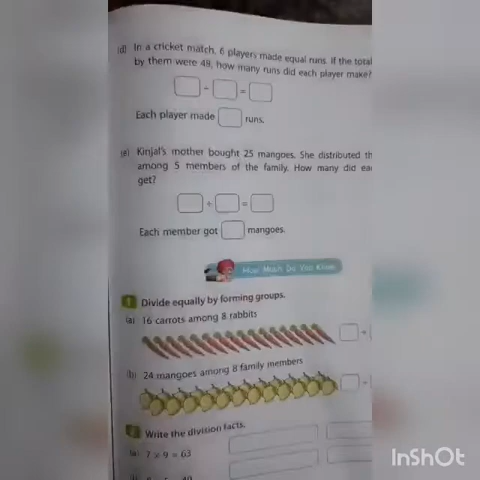 (d) In a cricket match, 6 players made equal runs. If the total
by them were 48, how many runs did each player make?
÷ =
Each player made runs.
(e) Kinjal's mother bought 25 mangoes. She distributed th
among 5 members of the family. How many did ea
get?
÷ =
Each member got mangoes.
How Much Do You Know
1 Divide equally by forming groups.
(a) 16 carrots among 8 rabbits
(b) 24 mangoes among 8 family members
2 Write the division facts.
(a) 7 × 9 = 63
InShOt